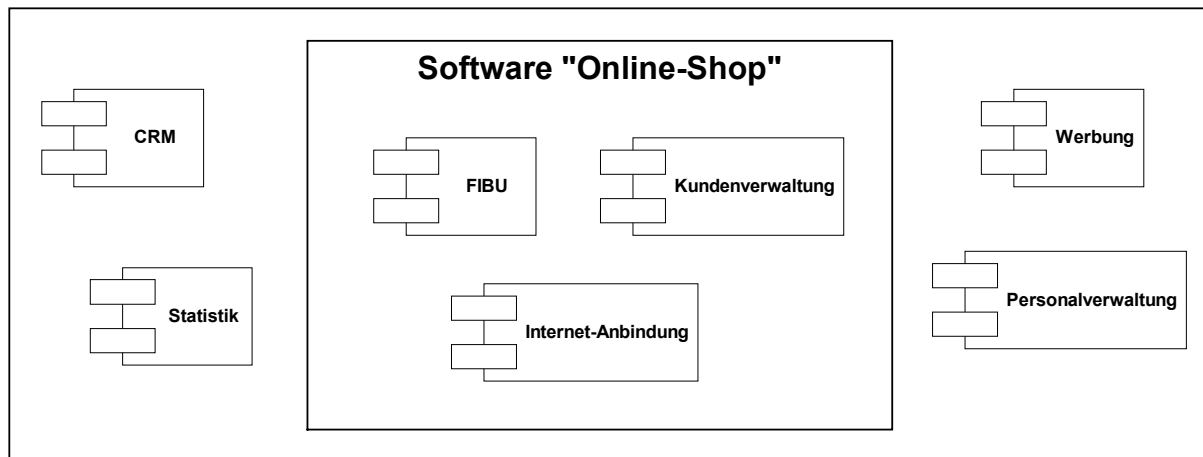 Software "Online-Shop"
CRM
Werbung
FIBU
Kundenverwaltung
Statistik
Personalverwaltung
Internet-Anbindung